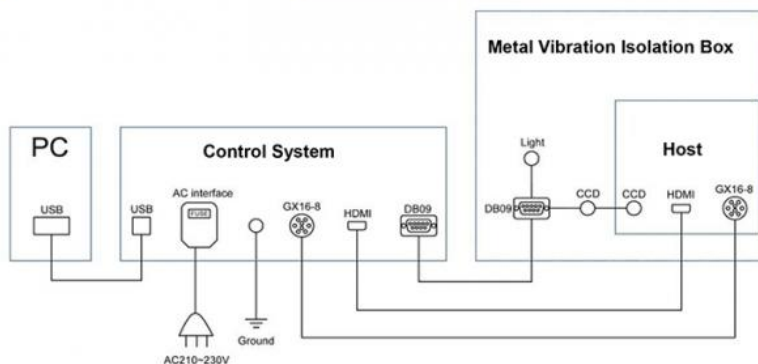 Metal Vibration Isolation Box
PC
Control System
Host
Light
USB
USB
AC interface
FUSE
GX16-8
HDMI
DB09
DB09
CCD
CCD
HDMI
GX16-8
Ground
AC210~230V